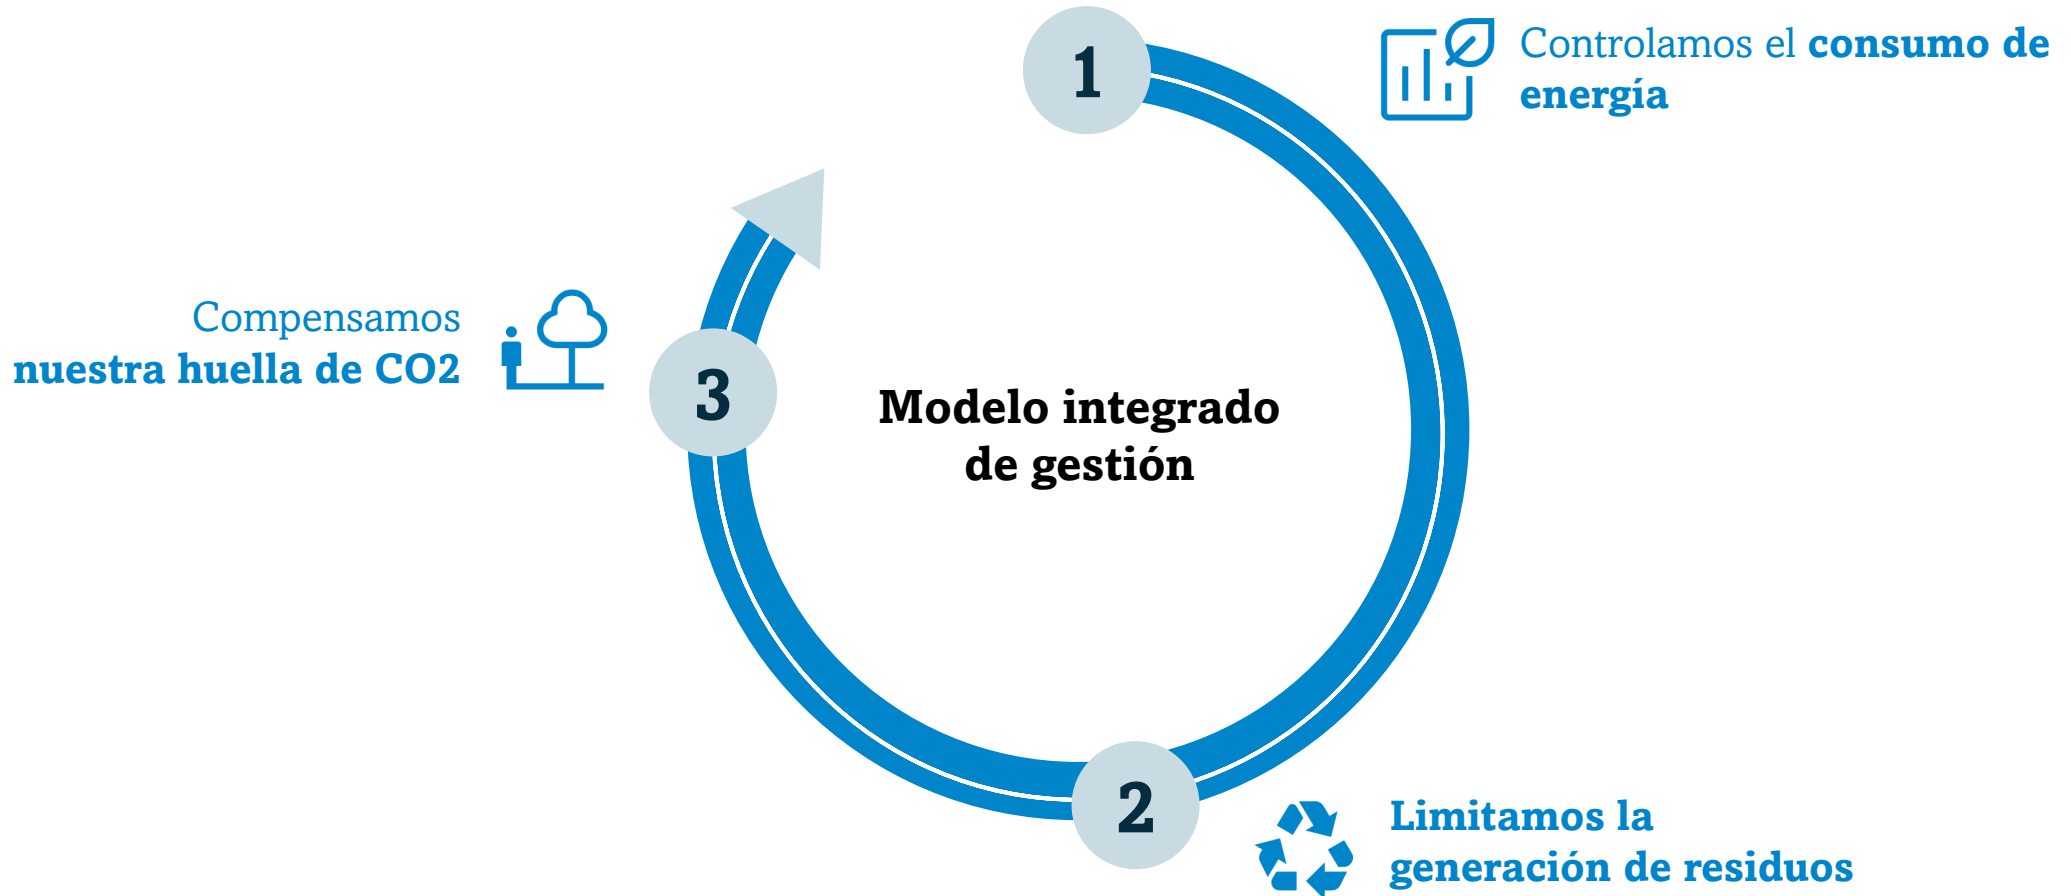 1
Controlamos el consumo de
energía
Compensamos
nuestra huella de CO2
3
Modelo integrado
de gestión
2
Limitamos la
generación de residuos